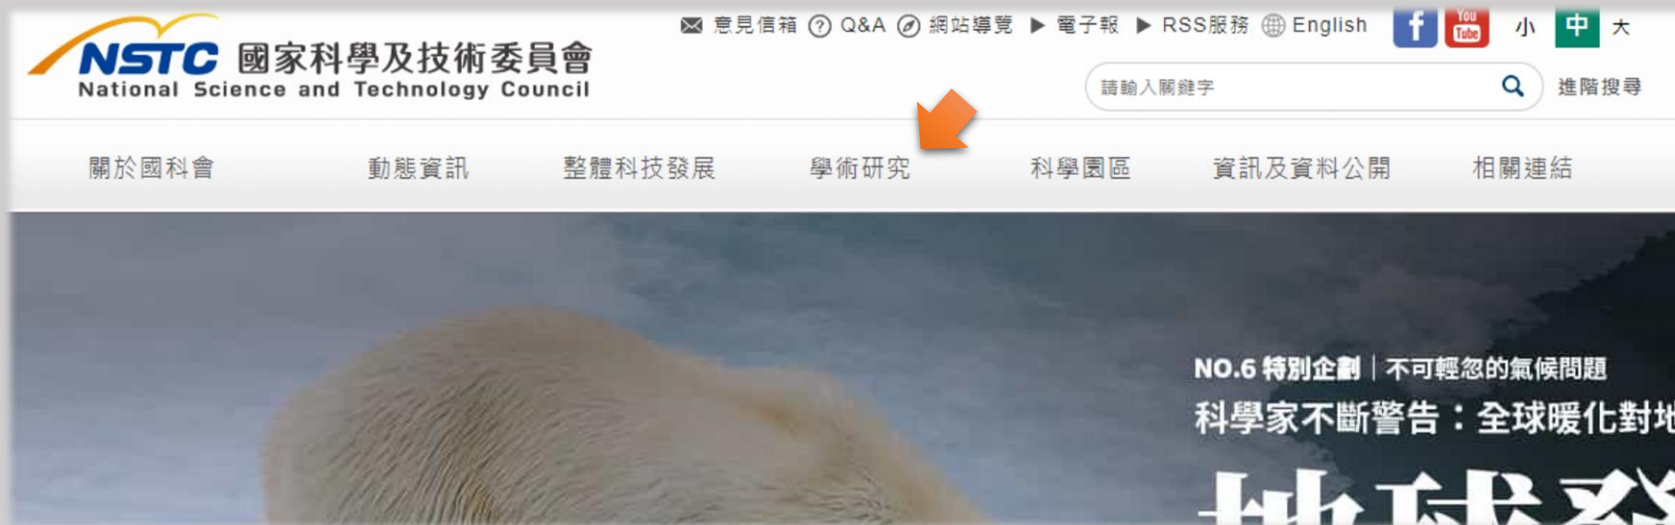 意見信箱 Q&A 網站導覽 電子報 RSS服務 English f You Tube 小 中 大
NSTC 國家科學及技術委員會
National Science and Technology Council
請輸入關鍵字 進階搜尋
關於國科會 動態資訊 整體科技發展 學術研究 科學園區 資訊及資料公開 相關連結
NO.6 特別企劃｜不可輕忽的氣候問題
科學家不斷警告：全球暖化對地
地球發